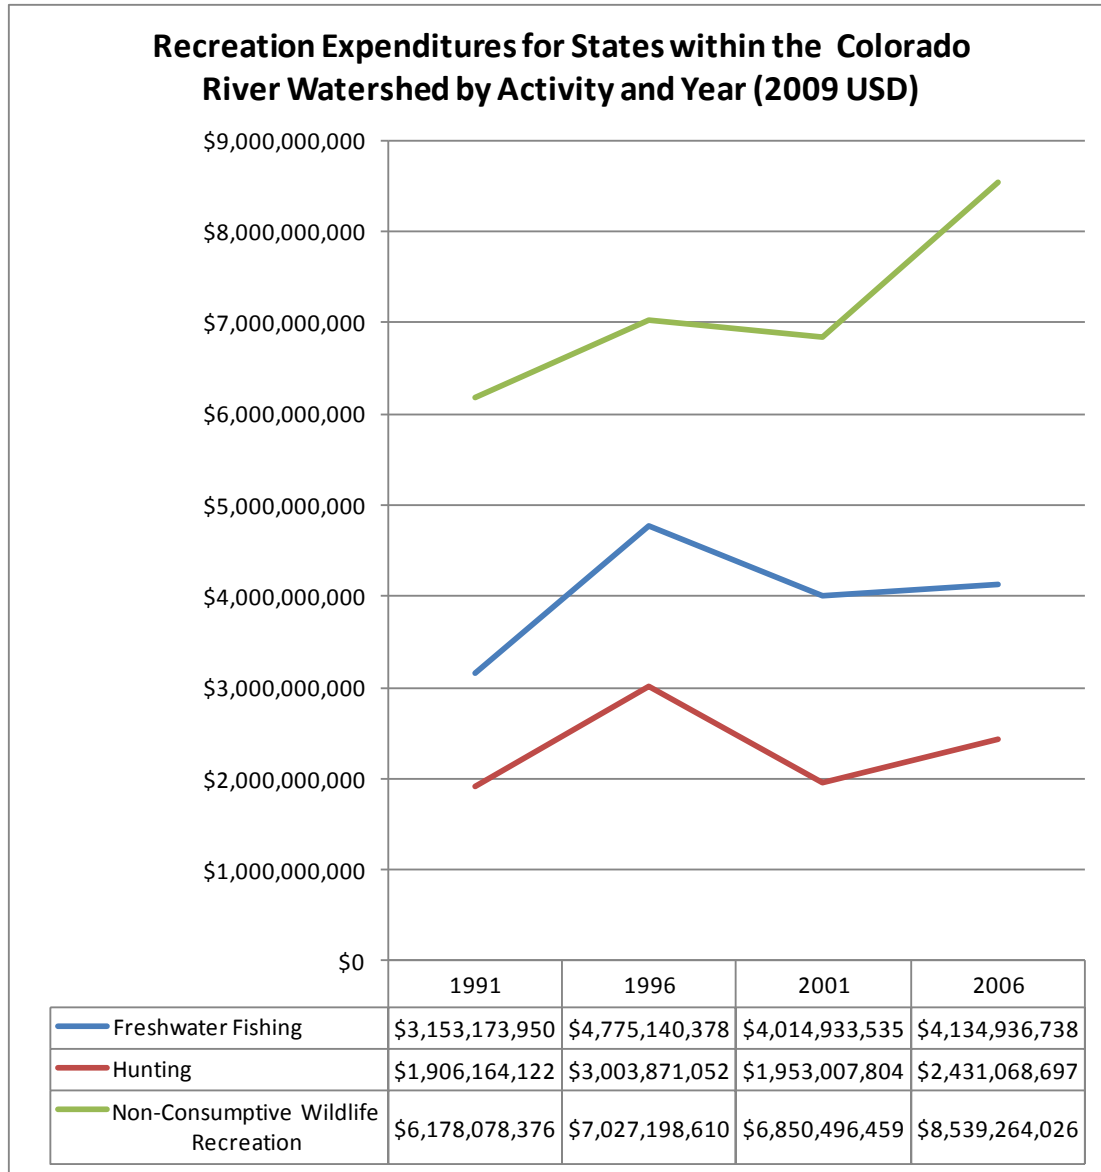 Recreation Expenditures for States within the Colorado
River Watershed by Activity and Year (2009 USD)
$9,000,000,000
$8,000,000,000
$7,000,000,000
$6,000,000,000
$5,000,000,000
$4,000,000,000
$3,000,000,000
$2,000,000,000
$1,000,000,000
$0
1991 1996 2001 2006
Freshwater Fishing $3,153,173,950 $4,775,140,378 $4,014,933,535 $4,134,936,738
Hunting $1,906,164,122 $3,003,871,052 $1,953,007,804 $2,431,068,697
Non-Consumptive Wildlife
Recreation $6,178,078,376 $7,027,198,610 $6,850,496,459 $8,539,264,026